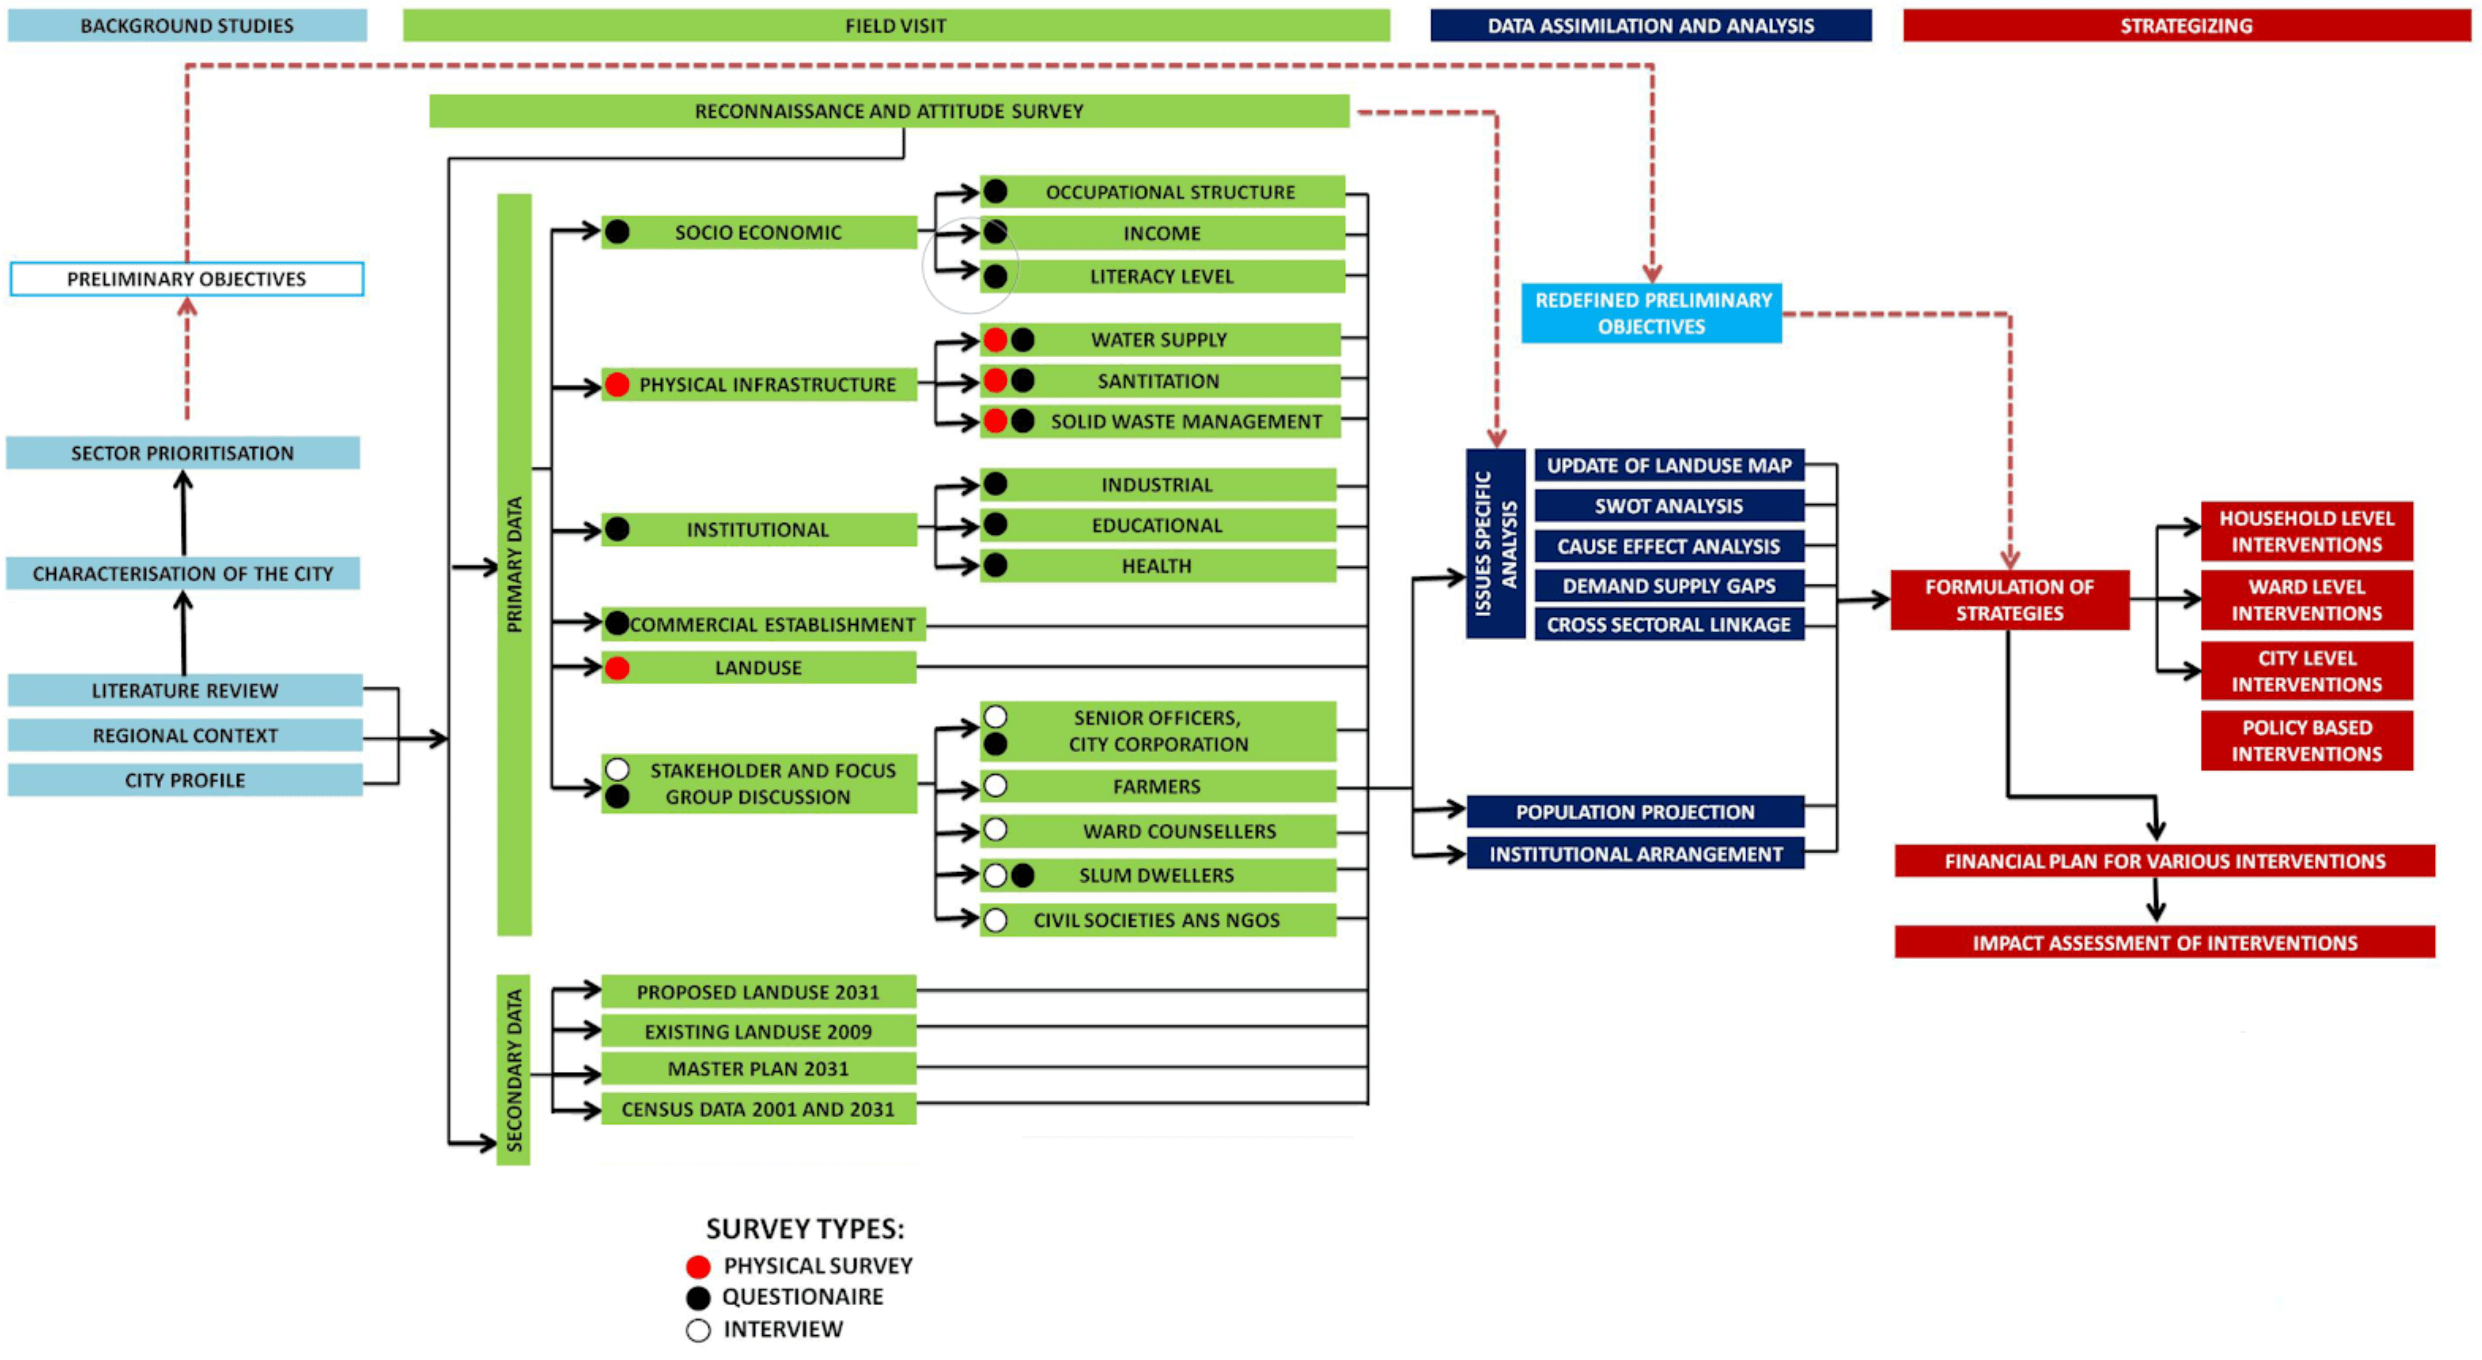 BACKGROUND STUDIES
FIELD VISIT
DATA ASSIMILATION AND ANALYSIS
STRATEGIZING
RECONNAISSANCE AND ATTITUDE SURVEY
PRELIMINARY OBJECTIVES
SECTOR PRIORITISATION
CHARACTERISATION OF THE CITY
LITERATURE REVIEW
REGIONAL CONTEXT
CITY PROFILE
PRIMARY DATA
SOCIO ECONOMIC
OCCUPATIONAL STRUCTURE
INCOME
LITERACY LEVEL
PHYSICAL INFRASTRUCTURE
WATER SUPPLY
SANTITATION
SOLID WASTE MANAGEMENT
INSTITUTIONAL
INDUSTRIAL
EDUCATIONAL
HEALTH
COMMERCIAL ESTABLISHMENT
LANDUSE
STAKEHOLDER AND FOCUS
GROUP DISCUSSION
SENIOR OFFICERS,
CITY CORPORATION
FARMERS
WARD COUNSELLERS
SLUM DWELLERS
CIVIL SOCIETIES ANS NGOS
SECONDARY DATA
PROPOSED LANDUSE 2031
EXISTING LANDUSE 2009
MASTER PLAN 2031
CENSUS DATA 2001 AND 2031
REDEFINED PRELIMINARY
OBJECTIVES
ISSUES SPECIFIC
ANALYSIS
UPDATE OF LANDUSE MAP
SWOT ANALYSIS
CAUSE EFFECT ANALYSIS
DEMAND SUPPLY GAPS
CROSS SECTORAL LINKAGE
POPULATION PROJECTION
INSTITUTIONAL ARRANGEMENT
FORMULATION OF
STRATEGIES
HOUSEHOLD LEVEL
INTERVENTIONS
WARD LEVEL
INTERVENTIONS
CITY LEVEL
INTERVENTIONS
POLICY BASED
INTERVENTIONS
FINANCIAL PLAN FOR VARIOUS INTERVENTIONS
IMPACT ASSESSMENT OF INTERVENTIONS
SURVEY TYPES:
PHYSICAL SURVEY
QUESTIONAIRE
INTERVIEW